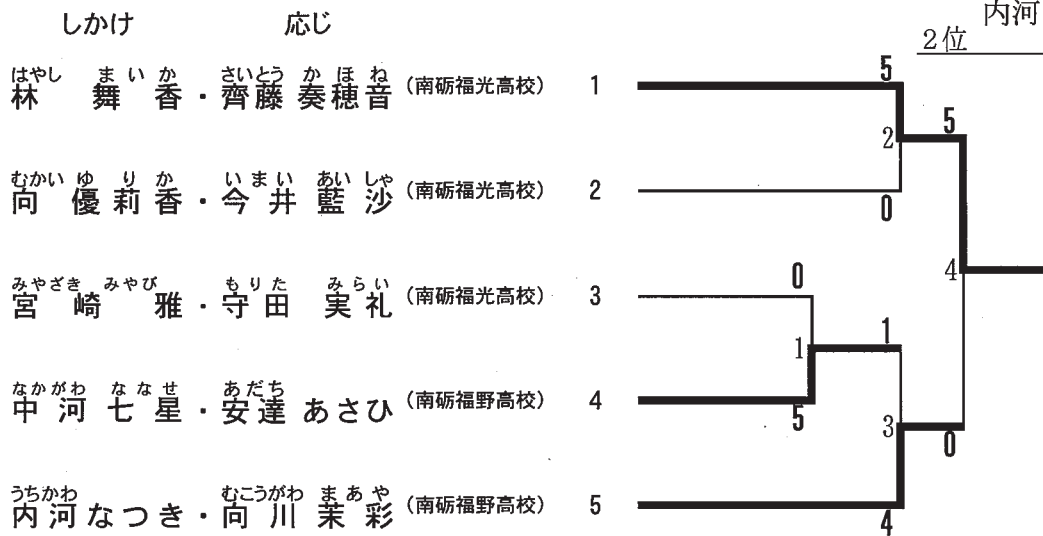 内河
2位
しかけ 応じ
はやし まいか さいとう かほね
林 舞香・齊藤 奏穂音 (南砺福光高校) 1
むかい ゆりか いまい あいしゃ
向 優莉香・今井 藍沙 (南砺福光高校) 2
みやざき みやび もりた みらい
宮崎 雅・守田 実礼 (南砺福光高校) 3
なかがわ ななせ あだち
中河 七星・安達 あさひ (南砺福野高校) 4
うちかわ むこうがわ まあや
内河なつき・向川 茉彩 (南砺福野高校) 5
5
2
5
0
4
0
1
1
5
3
0
4